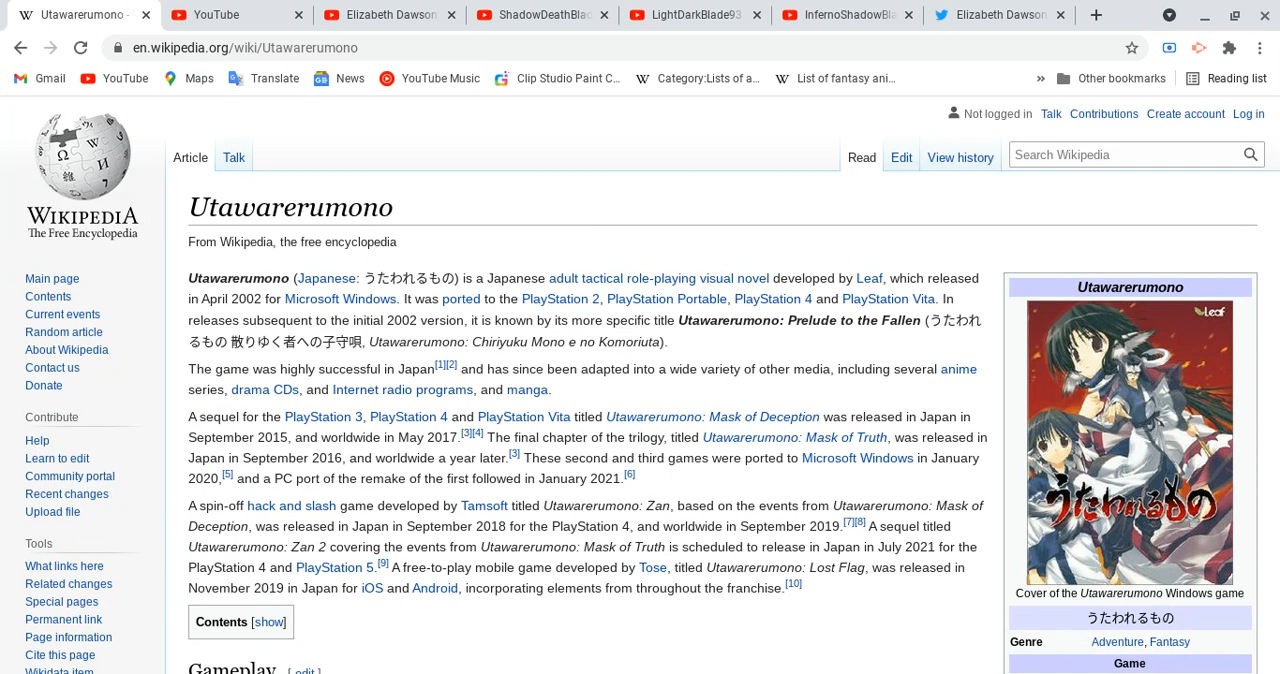 Utawarerumono -
YouTube
Elizabeth Dawson
ShadowDeathBlad
LightDarkBlade93
InfernoShadowBla
Elizabeth Dawson
en.wikipedia.org/wiki/Utawarerumono
Gmail YouTube Maps Translate News YouTube Music Clip Studio Paint C... Category:Lists of a... List of fantasy ani... » Other bookmarks Reading list
Not logged in Talk Contributions Create account Log in
Article Talk Read Edit View history Search Wikipedia
WIKIPEDIA
The Free Encyclopedia
Main page
Contents
Current events
Random article
About Wikipedia
Contact us
Donate
Contribute
Help
Learn to edit
Community portal
Recent changes
Upload file
Tools
What links here
Related changes
Special pages
Permanent link
Page information
Cite this page
Wikidata item
Utawarerumono
From Wikipedia, the free encyclopedia
Utawarerumono (Japanese: うたわれるもの) is a Japanese adult tactical role-playing visual novel developed by Leaf, which released
in April 2002 for Microsoft Windows. It was ported to the PlayStation 2, PlayStation Portable, PlayStation 4 and PlayStation Vita. In
releases subsequent to the initial 2002 version, it is known by its more specific title Utawarerumono: Prelude to the Fallen (うたわれ
るもの 散りゆく者への子守唄, Utawarerumono: Chiriyuku Mono e no Komoriuta).
The game was highly successful in Japan[1][2] and has since been adapted into a wide variety of other media, including several anime
series, drama CDs, and Internet radio programs, and manga.
A sequel for the PlayStation 3, PlayStation 4 and PlayStation Vita titled Utawarerumono: Mask of Deception was released in Japan in
September 2015, and worldwide in May 2017.[3][4] The final chapter of the trilogy, titled Utawarerumono: Mask of Truth, was released in
Japan in September 2016, and worldwide a year later.[3] These second and third games were ported to Microsoft Windows in January
2020,[5] and a PC port of the remake of the first followed in January 2021.[6]
A spin-off hack and slash game developed by Tamsoft titled Utawarerumono: Zan, based on the events from Utawarerumono: Mask of
Deception, was released in Japan in September 2018 for the PlayStation 4, and worldwide in September 2019.[7][8] A sequel titled
Utawarerumono: Zan 2 covering the events from Utawarerumono: Mask of Truth is scheduled to release in Japan in July 2021 for the
PlayStation 4 and PlayStation 5.[9] A free-to-play mobile game developed by Tose, titled Utawarerumono: Lost Flag, was released in
November 2019 in Japan for iOS and Android, incorporating elements from throughout the franchise.[10]
Contents [show]
Gameplay [ edit ]
Utawarerumono
Leaf
うたわれるもの
Cover of the Utawarerumono Windows game
うたわれるもの
Genre Adventure, Fantasy
Game